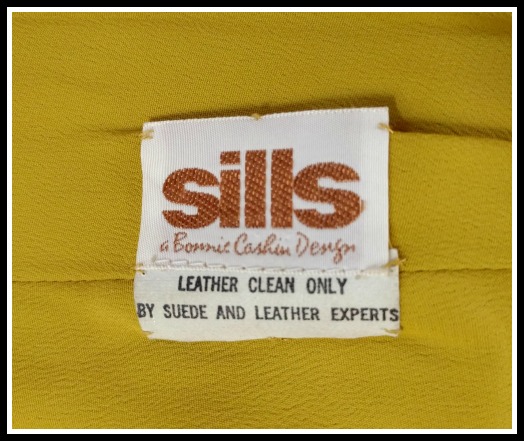 sills
a Bonnie Cashin Design
LEATHER CLEAN ONLY
BY SUEDE AND LEATHER EXPERTS